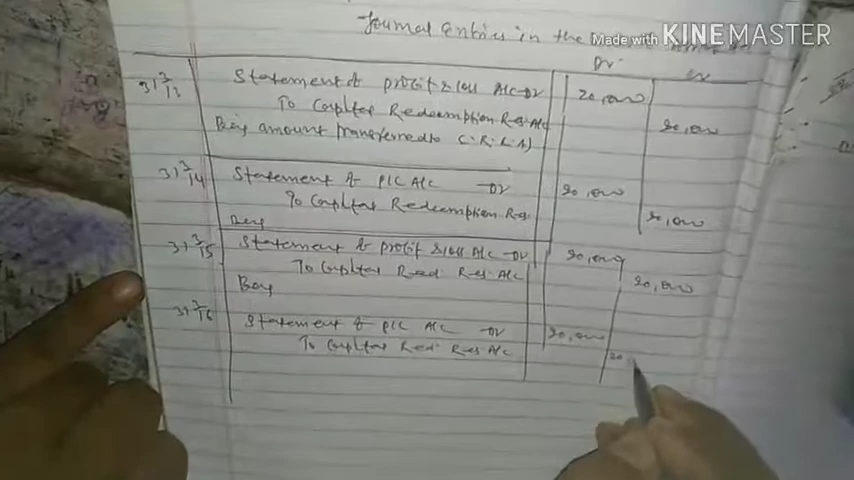 Made with KINEMASTER
Journal entries in the
Dr. Cr
31/3/13 Statement of profit & loss A/c Dr 20,000
To Capital Redemption Res A/c 20,000
Being amount transferred to C.R.R A)
31/3/14 Statement of P/L A/c Dr 20,000
To Capital Redemption Res 20,000
Being
31/3/15 Statement of profit & loss A/c Dr 20,000
To Capital Red Res A/c 20,000
Being
31/3/16 Statement of P/L A/c Dr 20,000
To Capital Red Res A/c 20